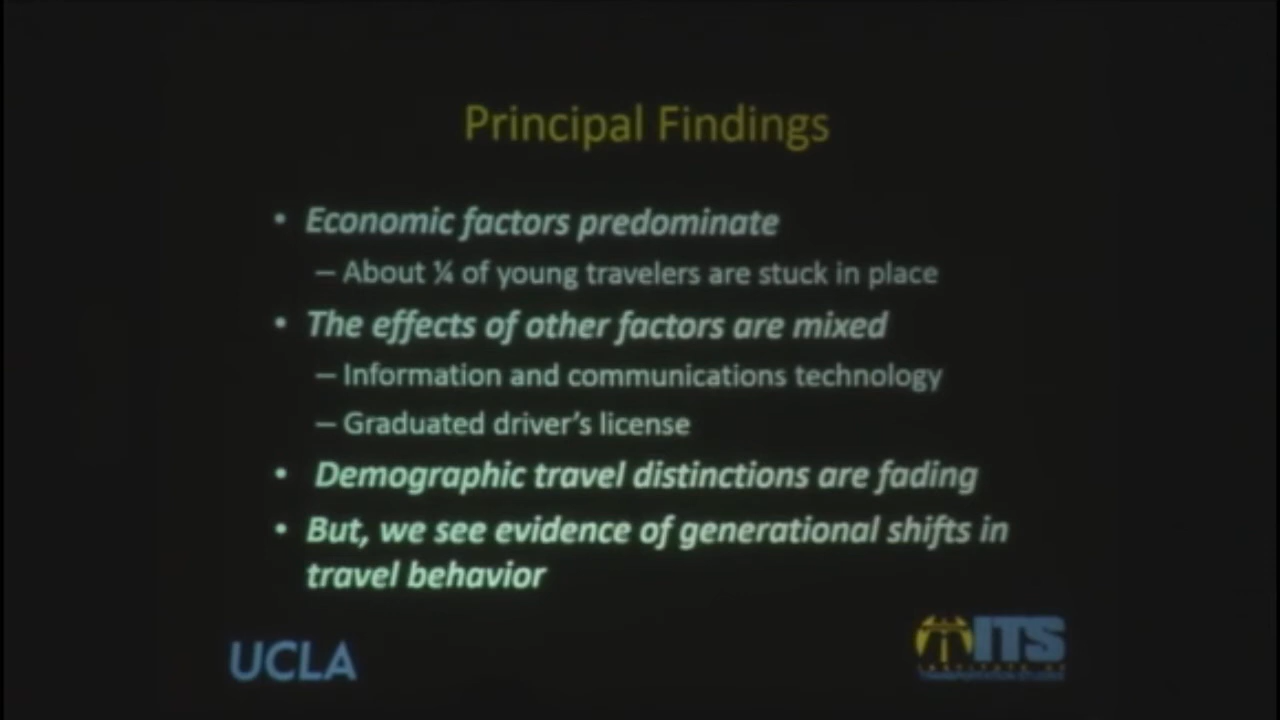 Principal Findings
• Economic factors predominate
– About ¼ of young travelers are stuck in place
• The effects of other factors are mixed
– Information and communications technology
– Graduated driver's license
• Demographic travel distinctions are fading
• But, we see evidence of generational shifts in
travel behavior
UCLA
ITS